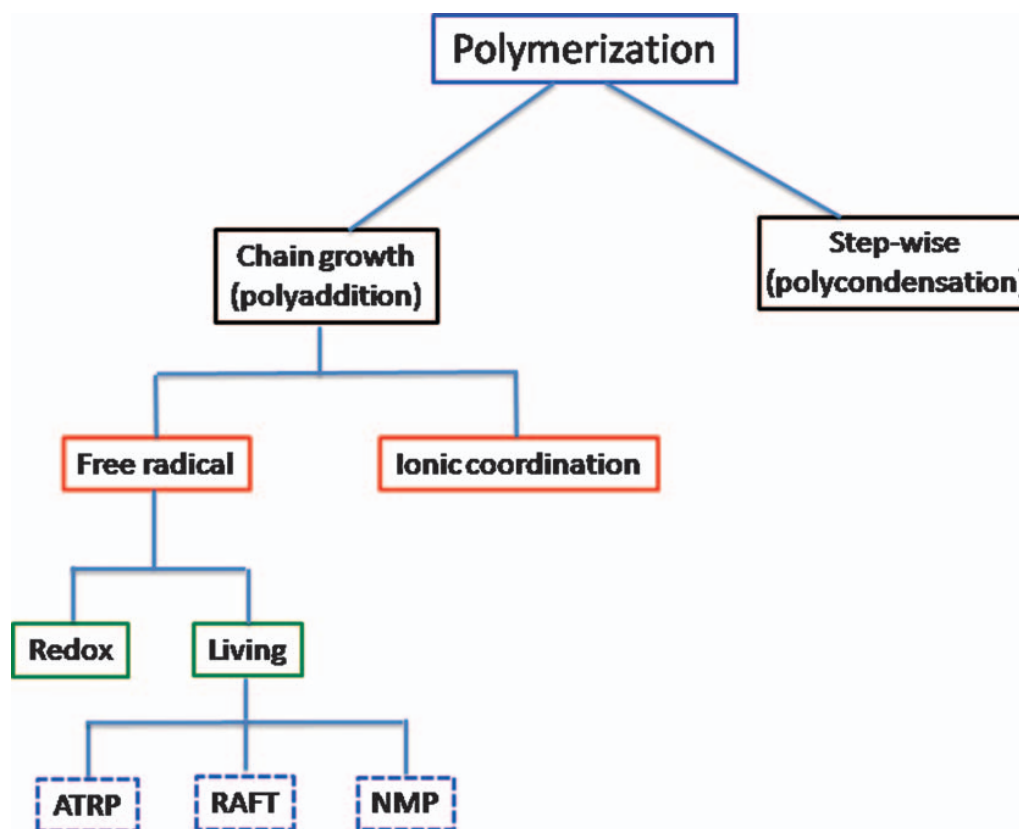 Polymerization
Chain growth
(polyaddition)
Step-wise
(polycondensation)
Free radical
Ionic coordination
Redox
Living
ATRP
RAFT
NMP